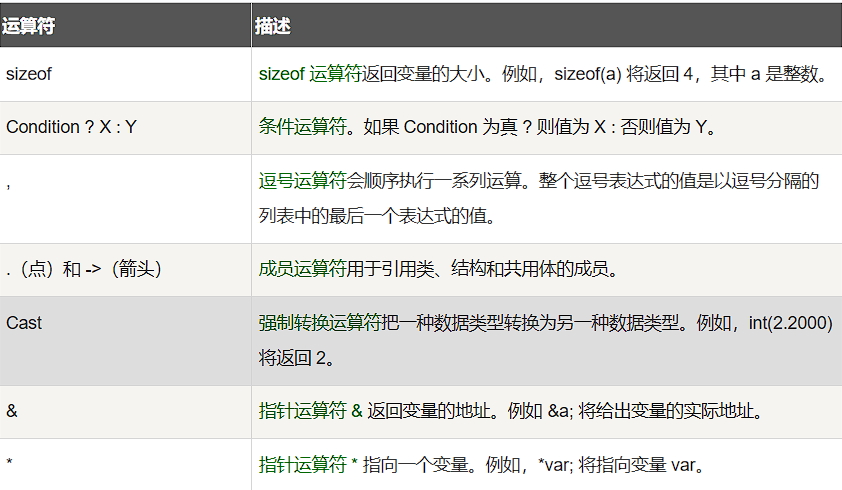 运算符 描述
sizeof sizeof 运算符返回变量的大小。例如，sizeof(a) 将返回 4，其中 a 是整数。
Condition ? X : Y 条件运算符。如果 Condition 为真 ? 则值为 X : 否则值为 Y。
, 逗号运算符会顺序执行一系列运算。整个逗号表达式的值是以逗号分隔的
列表中的最后一个表达式的值。
.（点）和 ->（箭头） 成员运算符用于引用类、结构和共用体的成员。
Cast 强制转换运算符把一种数据类型转换为另一种数据类型。例如，int(2.2000)
将返回 2。
& 指针运算符 & 返回变量的地址。例如 &a; 将给出变量的实际地址。
* 指针运算符 * 指向一个变量。例如，*var; 将指向变量 var。